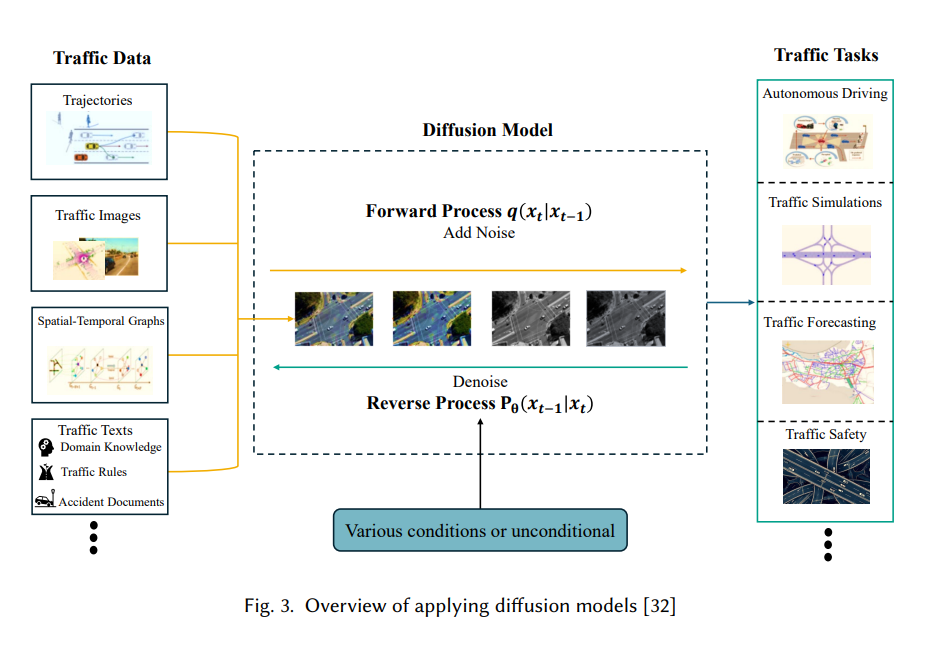 Traffic Data
Trajectories
Traffic Images
Spatial-Temporal Graphs
Traffic Texts
Domain Knowledge
Traffic Rules
Accident Documents
Diffusion Model
Forward Process q(x_t|x_{t-1})
Add Noise
Denoise
Reverse Process P_θ(x_{t-1}|x_t)
Various conditions or unconditional
Traffic Tasks
Autonomous Driving
Traffic Simulations
Traffic Forecasting
Traffic Safety
Fig. 3. Overview of applying diffusion models [32]